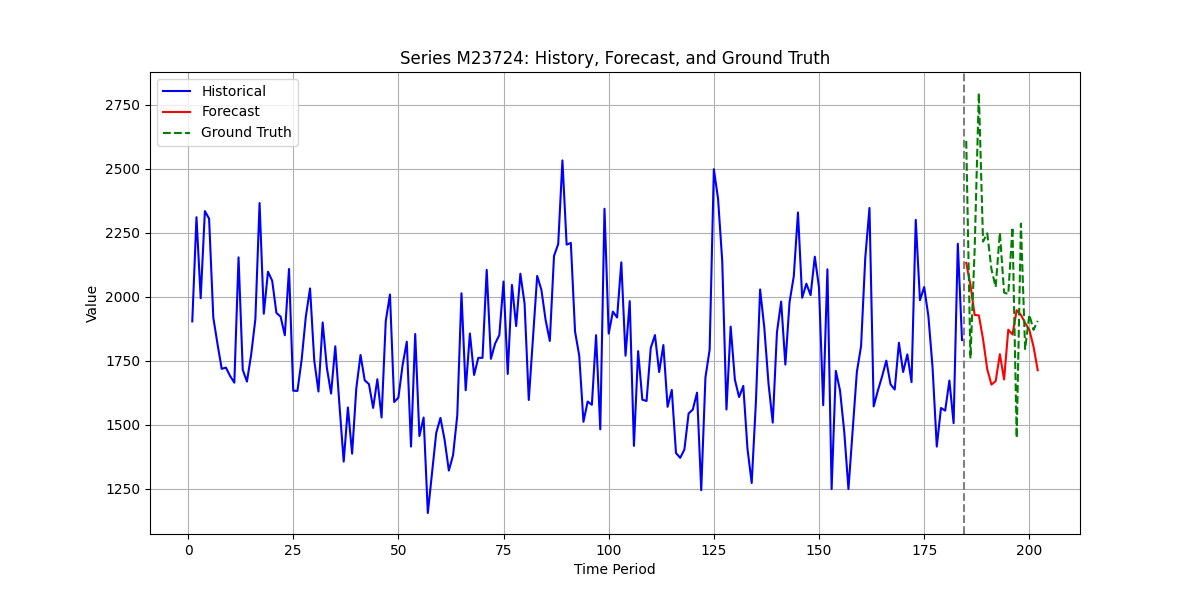 Series M23724: History, Forecast, and Ground Truth
Historical
Forecast
Ground Truth
Value
2750
2500
2250
2000
1750
1500
1250
0 25 50 75 100 125 150 175 200
Time Period